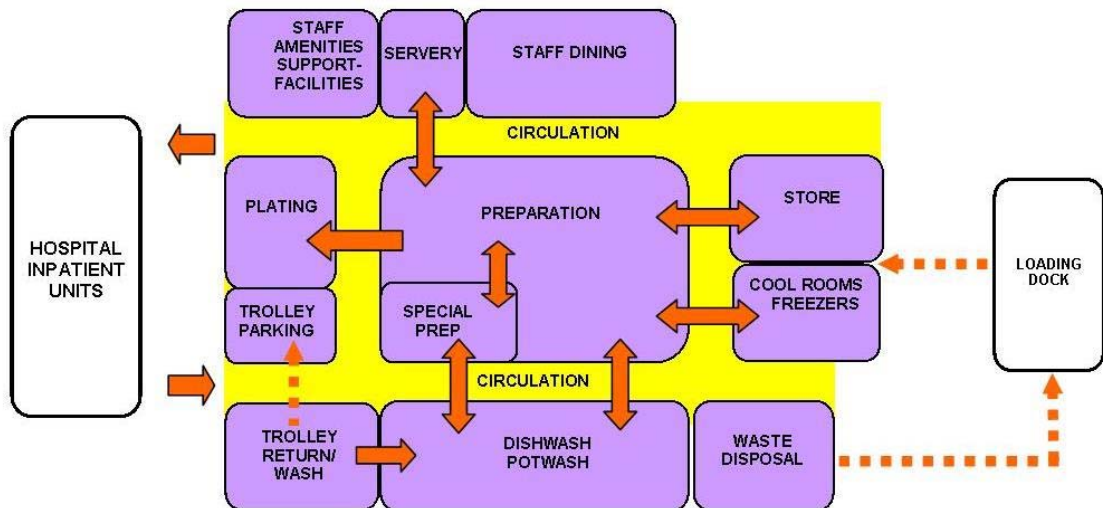 STAFF
AMENITIES
SUPPORT-
FACILITIES
SERVERY
STAFF DINING
CIRCULATION
PLATING
PREPARATION
STORE
HOSPITAL
INPATIENT
UNITS
LOADING
DOCK
TROLLEY
PARKING
SPECIAL
PREP
COOL ROOMS
FREEZERS
CIRCULATION
TROLLEY
RETURN/
WASH
DISHWASH
POTWASH
WASTE
DISPOSAL